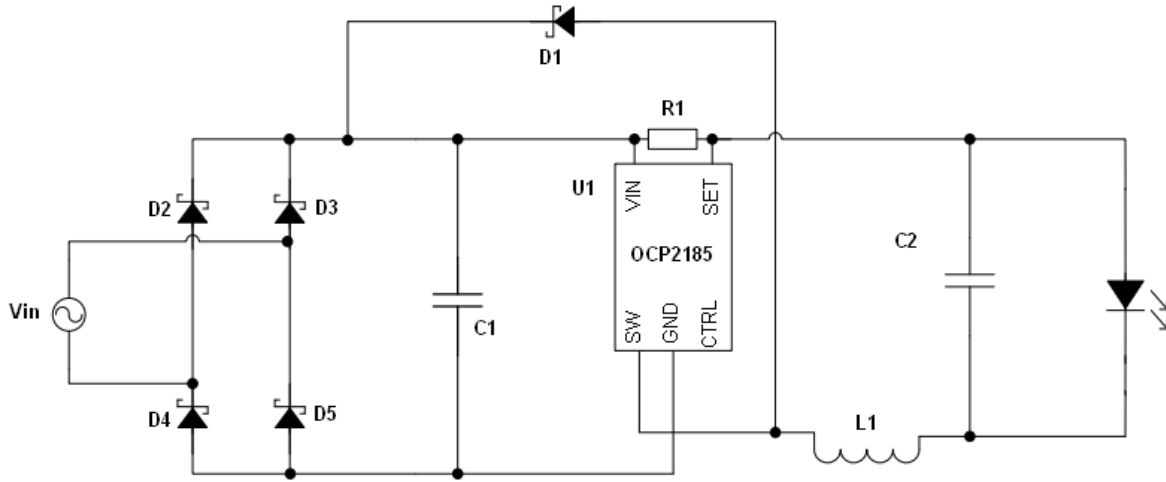 D1
R1
U1
VIN
SET
D2
D3
OCP2185
C2
Vin
C1
SW
GND
CTRL
D4
D5
L1